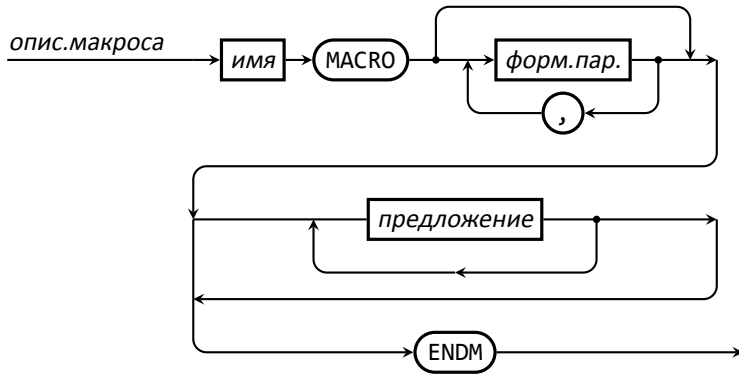 опис.макроса
имя MACRO форм.пар.
,
предложение
ENDM